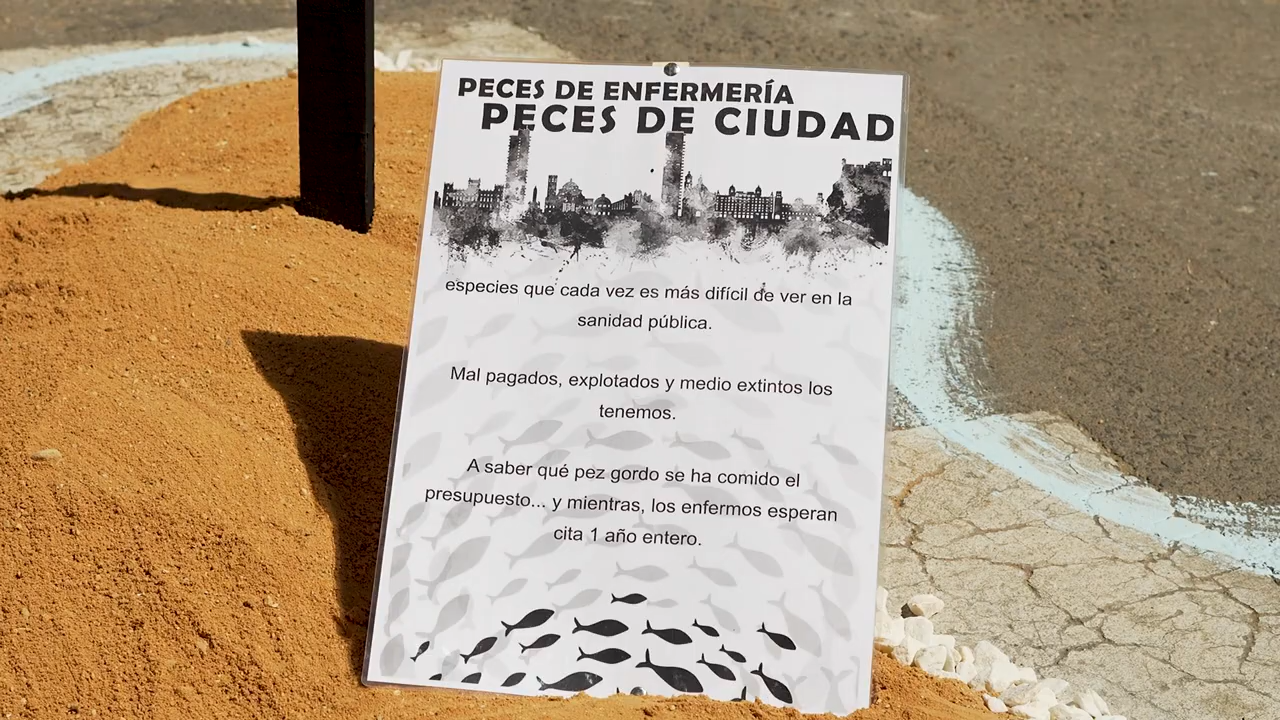 PECES DE ENFERMERÍA
PECES DE CIUDAD
especies que cada vez es más difícil de ver en la
sanidad pública.
Mal pagados, explotados y medio extintos los
tenemos.
A saber qué pez gordo se ha comido el
presupuesto... y mientras, los enfermos esperan
cita 1 año entero.